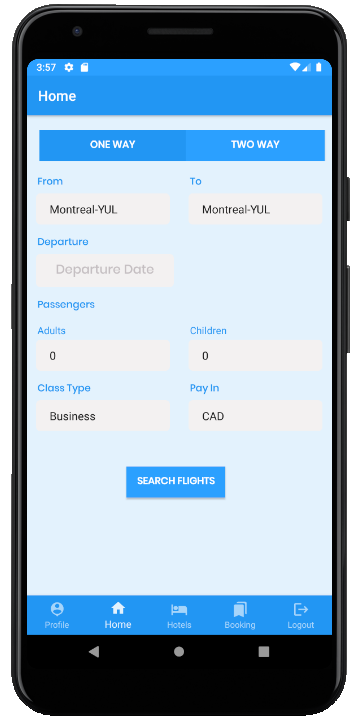 3:57
Home
ONE WAY TWO WAY
From To
Montreal-YUL Montreal-YUL
Departure
Departure Date
Passengers
Adults Children
0 0
Class Type Pay In
Business CAD
SEARCH FLIGHTS
Profile Home Hotels Booking Logout